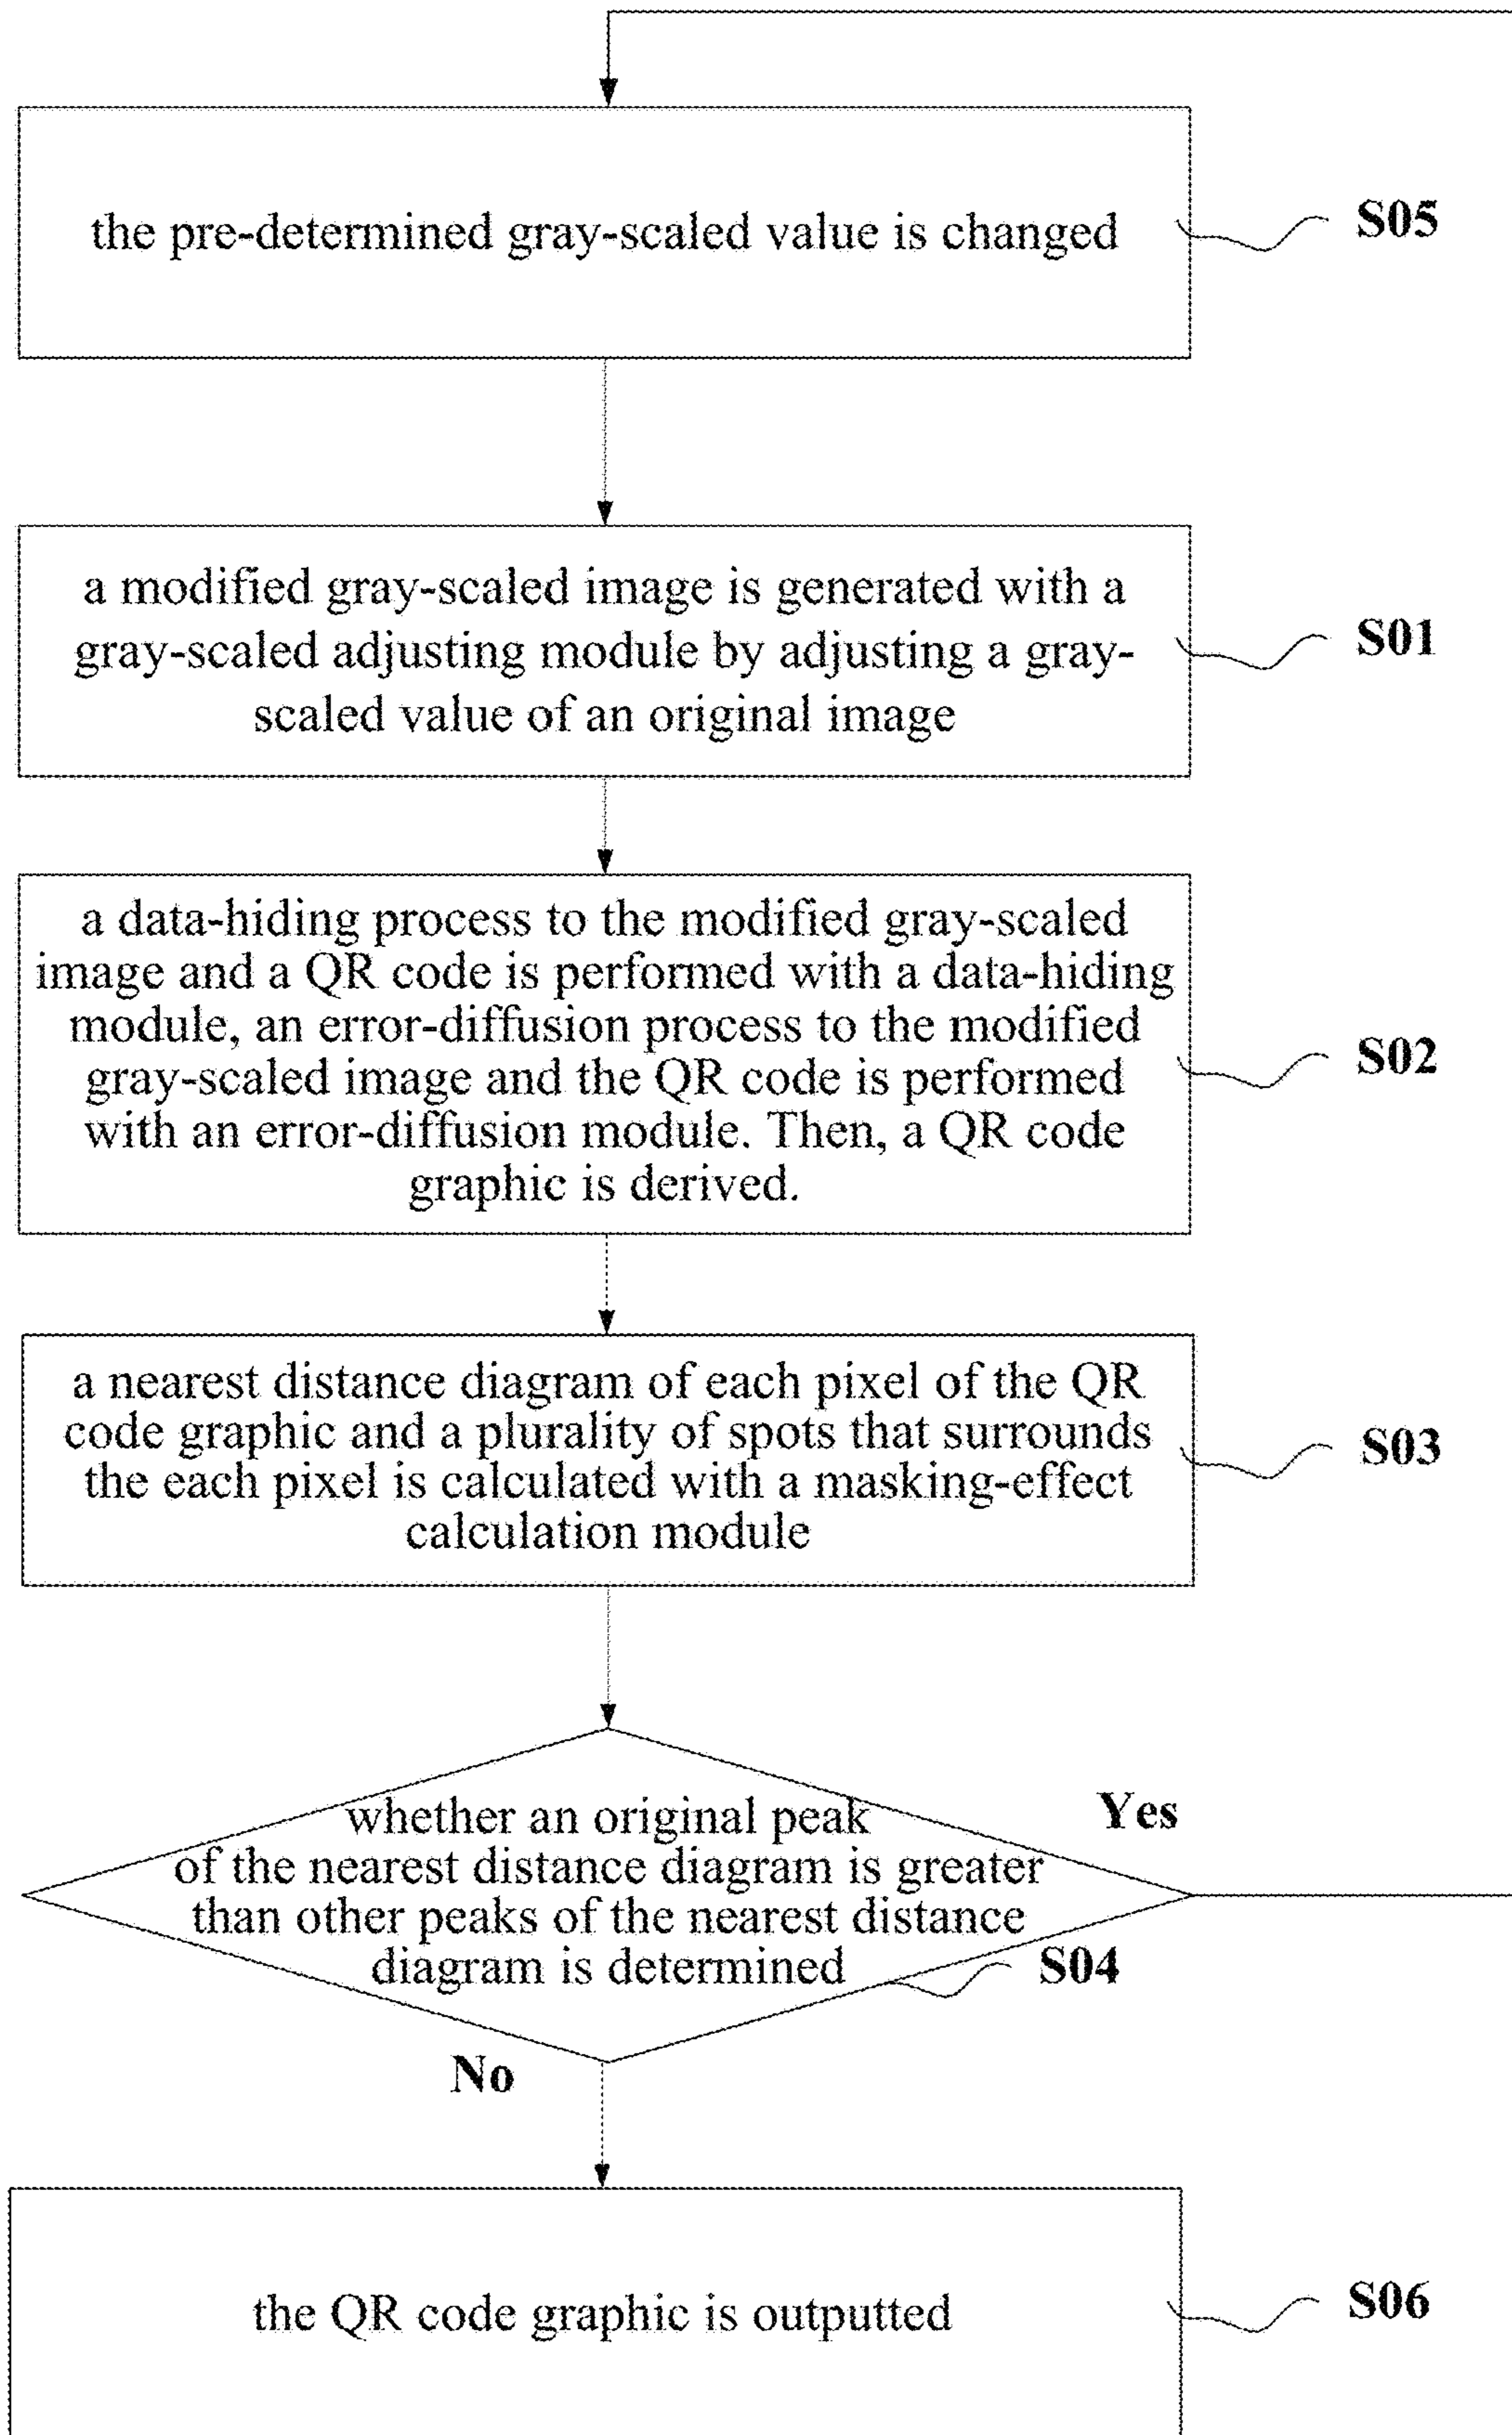 the pre-determined gray-scaled value is changed
S05
a modified gray-scaled image is generated with a
gray-scaled adjusting module by adjusting a gray-
scaled value of an original image
S01
a data-hiding process to the modified gray-scaled
image and a QR code is performed with a data-hiding
module, an error-diffusion process to the modified
gray-scaled image and the QR code is performed
with an error-diffusion module. Then, a QR code
graphic is derived.
S02
a nearest distance diagram of each pixel of the QR
code graphic and a plurality of spots that surrounds
the each pixel is calculated with a masking-effect
calculation module
S03
whether an original peak
of the nearest distance diagram is greater
than other peaks of the nearest distance
diagram is determined
Yes
S04
No
the QR code graphic is outputted
S06